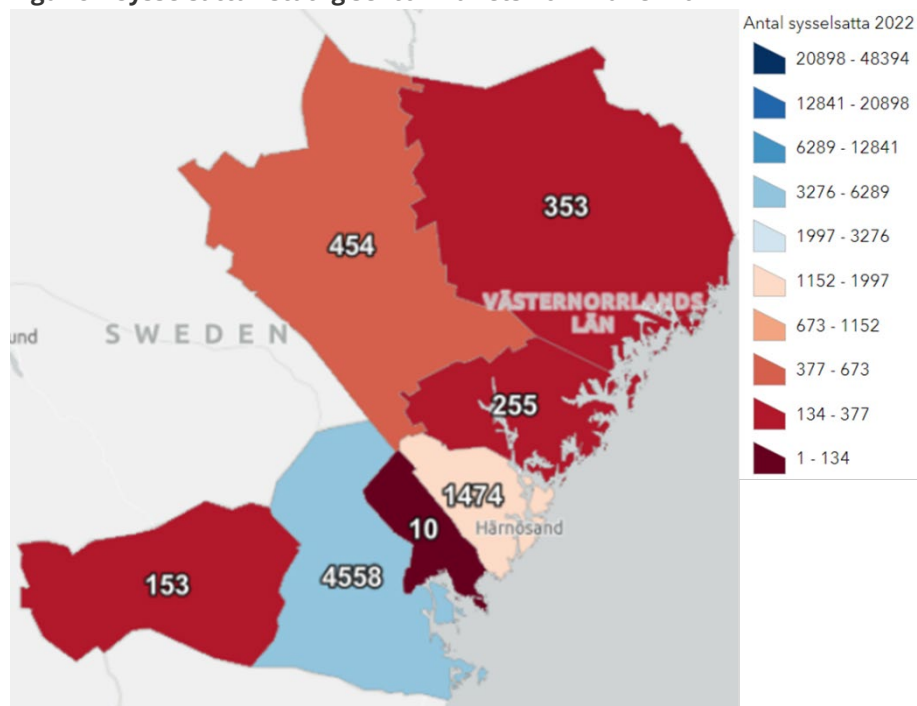 Antal sysselsatta 2022
20898 - 48394
12841 - 20898
6289 - 12841
3276 - 6289
1997 - 3276
1152 - 1997
673 - 1152
377 - 673
134 - 377
1 - 134
353
454
VÄSTERNORRLANDS
LÄN
und
SWEDEN
255
1474
Härnösand
10
4558
153